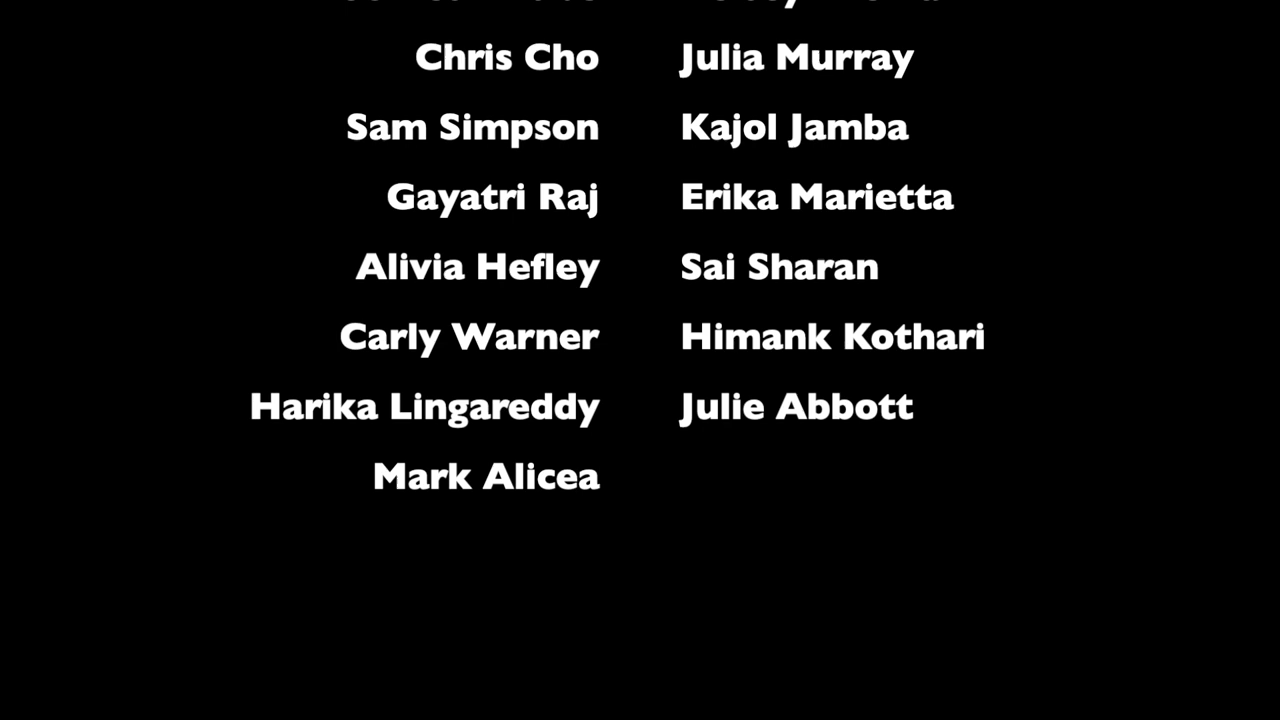 Chris Cho Julia Murray
Sam Simpson Kajol Jamba
Gayatri Raj Erika Marietta
Alivia Hefley Sai Sharan
Carly Warner Himank Kothari
Harika Lingareddy Julie Abbott
Mark Alicea